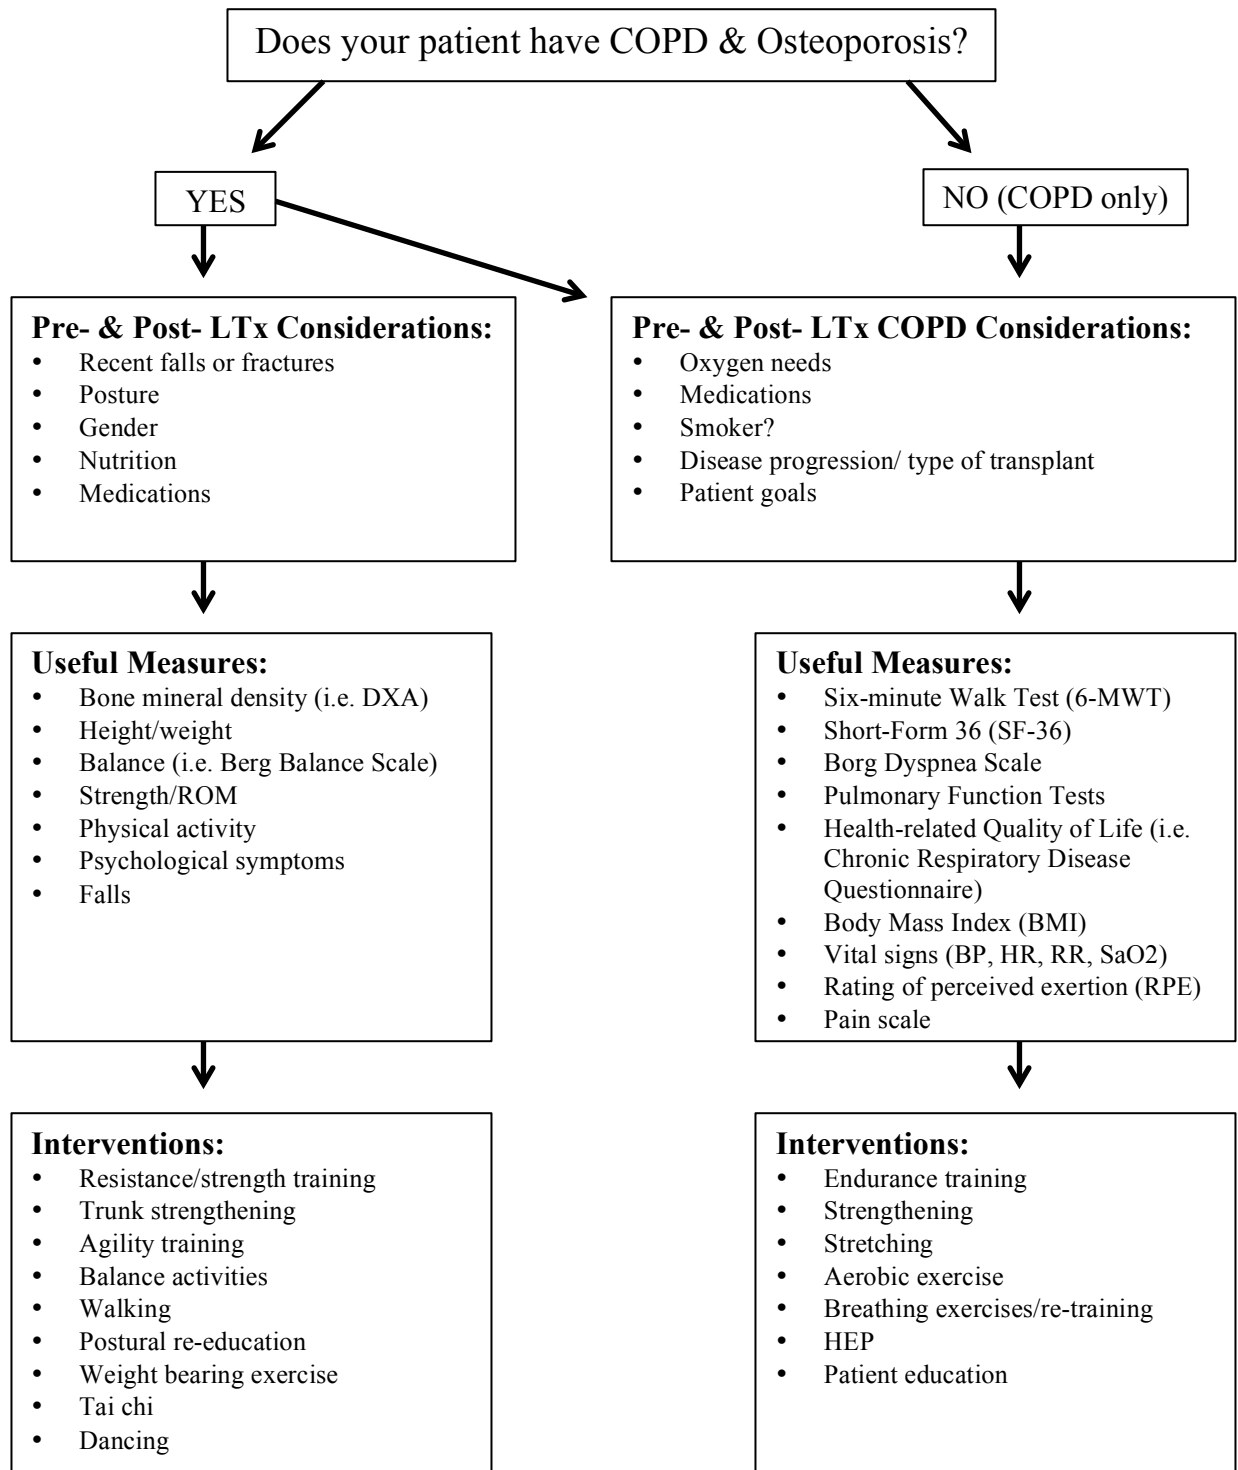 Does your patient have COPD & Osteoporosis?
YES
NO (COPD only)
Pre- & Post- LTx Considerations:
• Recent falls or fractures
• Posture
• Gender
• Nutrition
• Medications
Pre- & Post- LTx COPD Considerations:
• Oxygen needs
• Medications
• Smoker?
• Disease progression/ type of transplant
• Patient goals
Useful Measures:
• Bone mineral density (i.e. DXA)
• Height/weight
• Balance (i.e. Berg Balance Scale)
• Strength/ROM
• Physical activity
• Psychological symptoms
• Falls
Useful Measures:
• Six-minute Walk Test (6-MWT)
• Short-Form 36 (SF-36)
• Borg Dyspnea Scale
• Pulmonary Function Tests
• Health-related Quality of Life (i.e.
Chronic Respiratory Disease
Questionnaire)
• Body Mass Index (BMI)
• Vital signs (BP, HR, RR, SaO2)
• Rating of perceived exertion (RPE)
• Pain scale
Interventions:
• Resistance/strength training
• Trunk strengthening
• Agility training
• Balance activities
• Walking
• Postural re-education
• Weight bearing exercise
• Tai chi
• Dancing
Interventions:
• Endurance training
• Strengthening
• Stretching
• Aerobic exercise
• Breathing exercises/re-training
• HEP
• Patient education